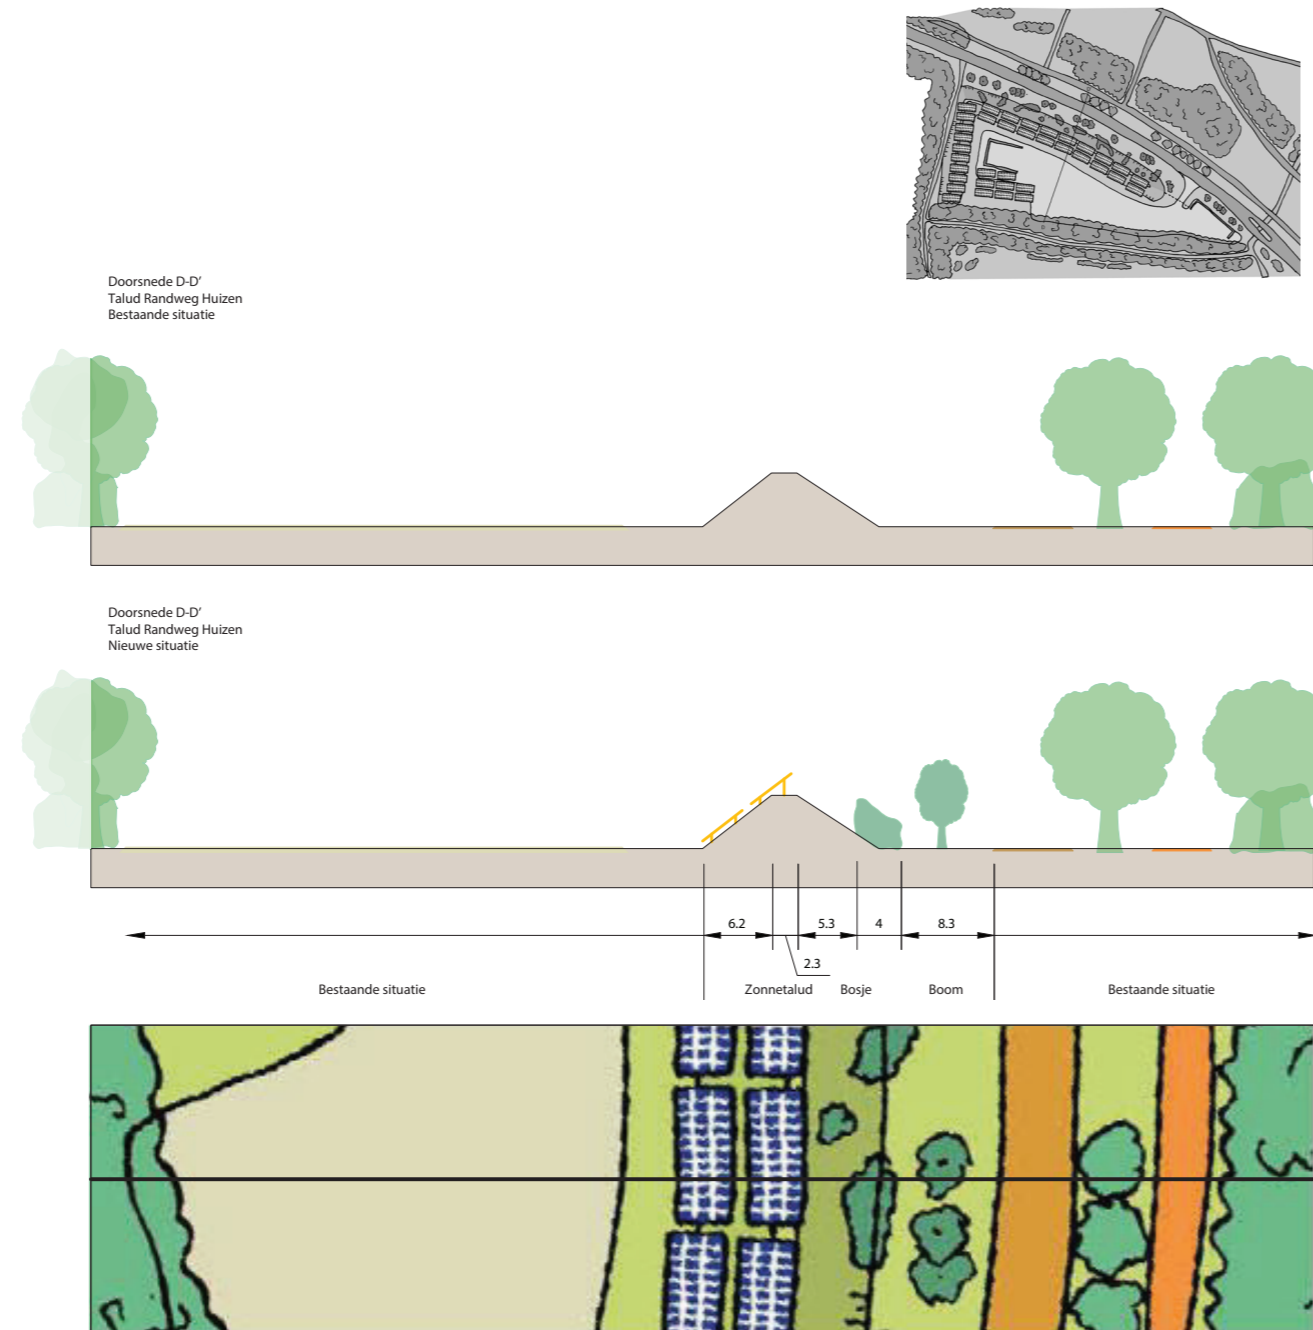 Doorsnede D-D'
Talud Randweg Huizen
Bestaande situatie
Doorsnede D-D'
Talud Randweg Huizen
Nieuwe situatie
6.2
5.3
4
8.3
2.3
Bestaande situatie
Zonnetalud
Bosje
Boom
Bestaande situatie